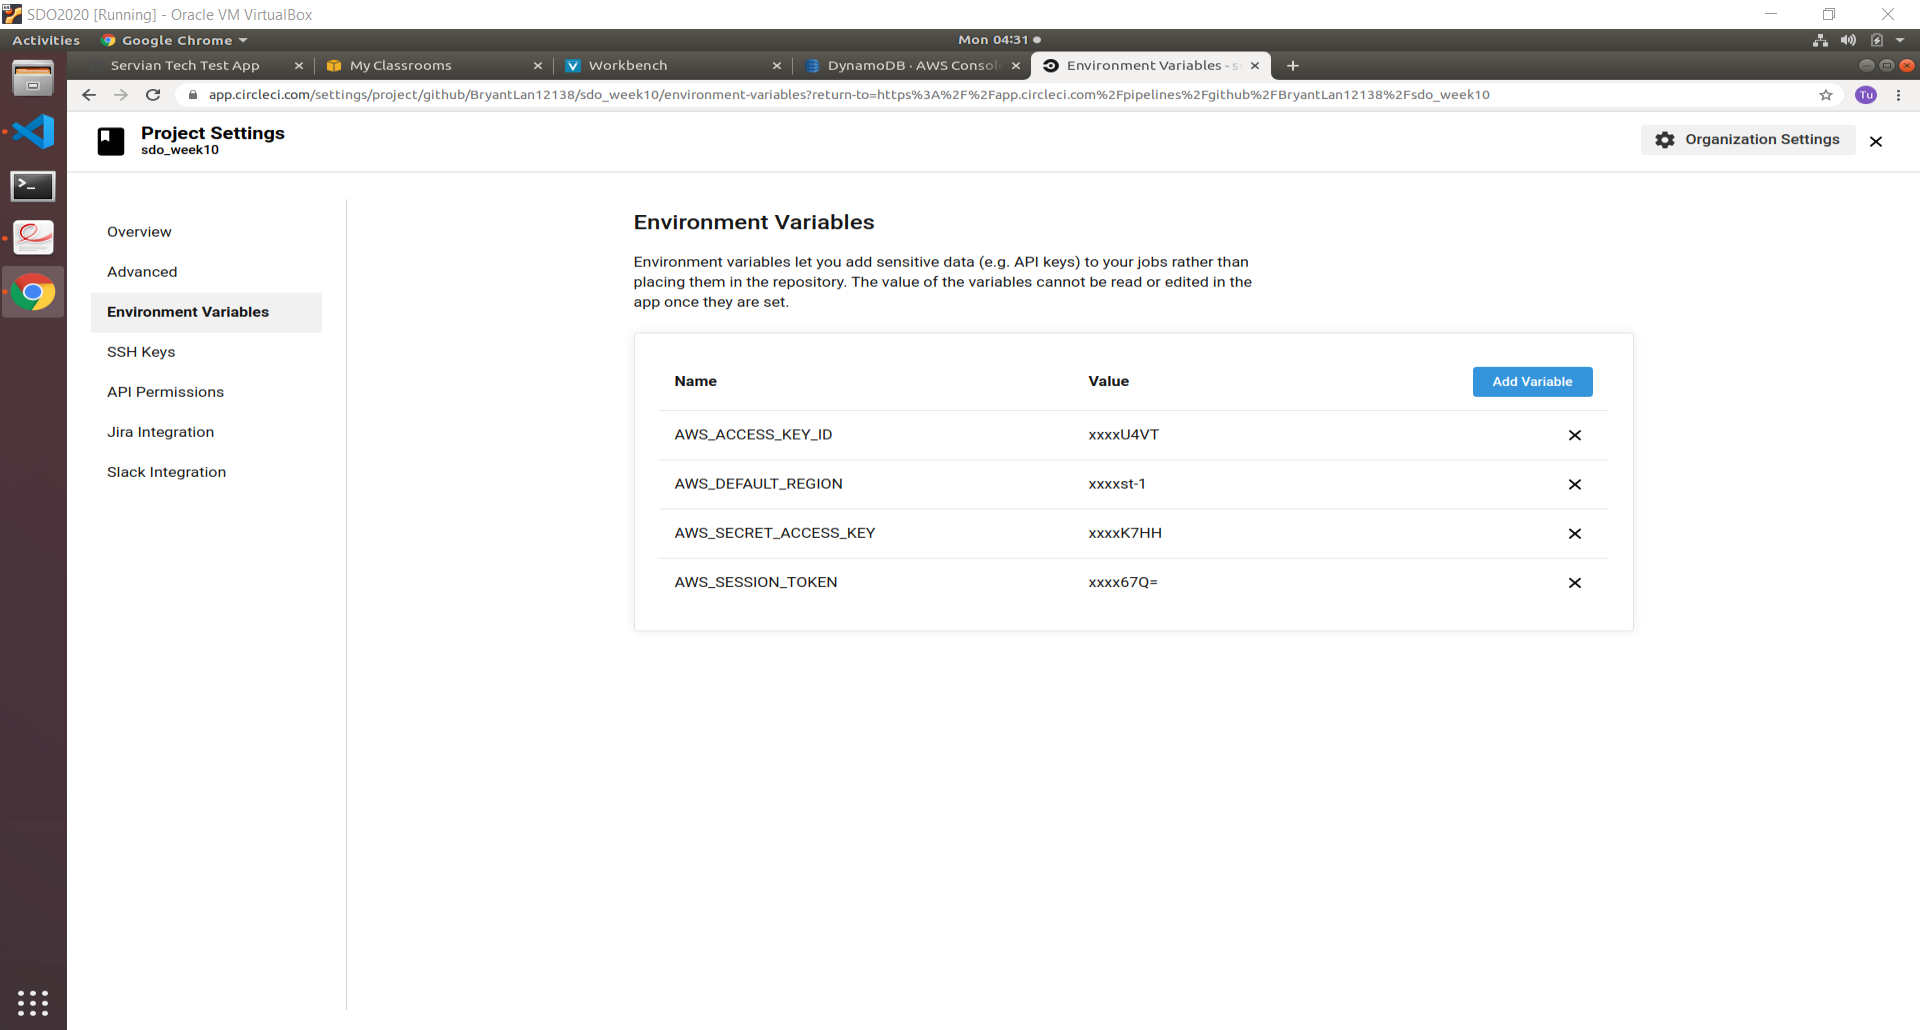 SDO2020 [Running] - Oracle VM VirtualBox
Activities Google Chrome Mon 04:31
Servian Tech Test App My Classrooms Workbench DynamoDB · AWS Consol Environment Variables - s
app.circleci.com/settings/project/github/BryantLan12138/sdo_week10/environment-variables?return-to=https%3A%2F%2Fapp.circleci.com%2Fpipelines%2Fgithub%2FBryantLan12138%2Fsdo_week10 Tu
Project Settings
sdo_week10
Organization Settings
Overview
Advanced
Environment Variables
SSH Keys
API Permissions
Jira Integration
Slack Integration
Environment Variables
Environment variables let you add sensitive data (e.g. API keys) to your jobs rather than
placing them in the repository. The value of the variables cannot be read or edited in the
app once they are set.
Name Value Add Variable
AWS_ACCESS_KEY_ID xxxxU4VT
AWS_DEFAULT_REGION xxxxst-1
AWS_SECRET_ACCESS_KEY xxxxK7HH
AWS_SESSION_TOKEN xxxx67Q=